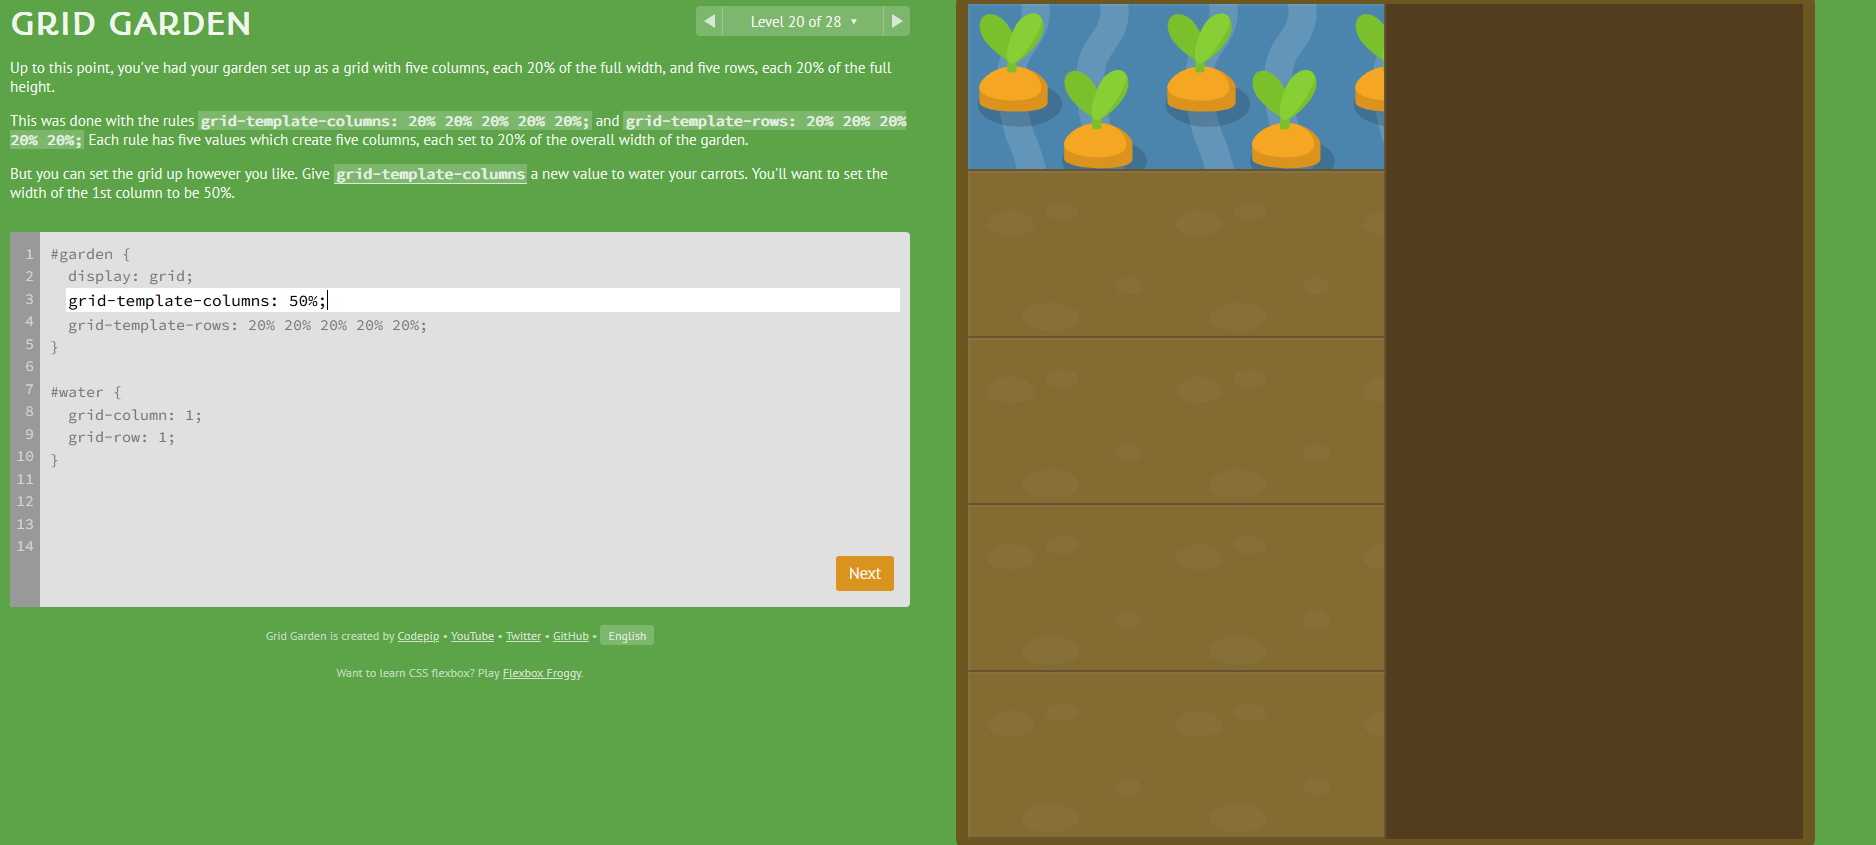 GRID GARDEN
◀ Level 20 of 28 ▼ ▶
Up to this point, you've had your garden set up as a grid with five columns, each 20% of the full width, and five rows, each 20% of the full
height.
This was done with the rules grid-template-columns: 20% 20% 20% 20% 20%; and grid-template-rows: 20% 20% 20%
20% 20%; Each rule has five values which create five columns, each set to 20% of the overall width of the garden.
But you can set the grid up however you like. Give grid-template-columns a new value to water your carrots. You'll want to set the
width of the 1st column to be 50%.
1 #garden {
2 display: grid;
3 grid-template-columns: 50%;
4 grid-template-rows: 20% 20% 20% 20% 20%;
5 }
6
7 #water {
8 grid-column: 1;
9 grid-row: 1;
10 }
11
12
13
14
Next
Grid Garden is created by Codepip • YouTube • Twitter • GitHub • English
Want to learn CSS flexbox? Play Flexbox Froggy.